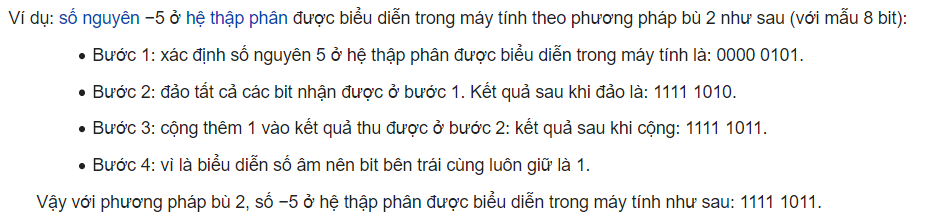 Ví dụ: số nguyên −5 ở hệ thập phân được biểu diễn trong máy tính theo phương pháp bù 2 như sau (với mẫu 8 bit):
• Bước 1: xác định số nguyên 5 ở hệ thập phân được biểu diễn trong máy tính là: 0000 0101.
• Bước 2: đảo tất cả các bit nhận được ở bước 1. Kết quả sau khi đảo là: 1111 1010.
• Bước 3: cộng thêm 1 vào kết quả thu được ở bước 2: kết quả sau khi cộng: 1111 1011.
• Bước 4: vì là biểu diễn số âm nên bit bên trái cùng luôn giữ là 1.
Vậy với phương pháp bù 2, số −5 ở hệ thập phân được biểu diễn trong máy tính như sau: 1111 1011.